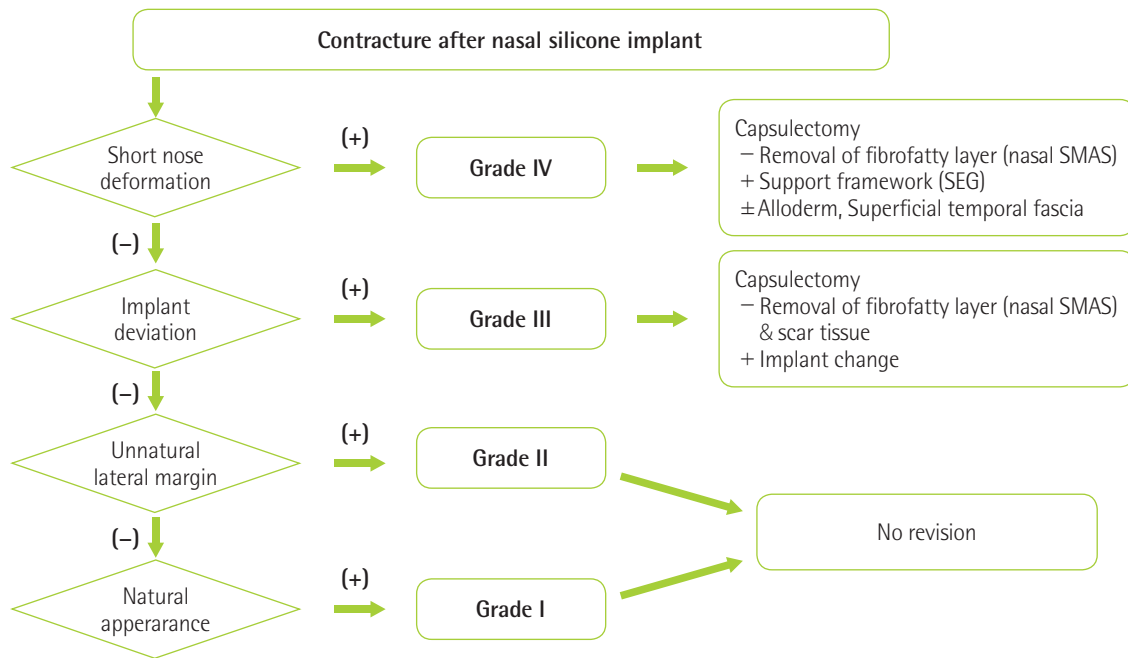 Contracture after nasal silicone implant
Short nose
deformation
(+)
Grade IV
Capsulectomy
− Removal of fibrofatty layer (nasal SMAS)
+ Support framework (SEG)
± Alloderm, Superficial temporal fascia
(−)
Implant
deviation
(+)
Grade III
Capsulectomy
− Removal of fibrofatty layer (nasal SMAS)
& scar tissue
+ Implant change
(−)
Unnatural
lateral margin
(+)
Grade II
No revision
(−)
Natural
apperarance
(+)
Grade I